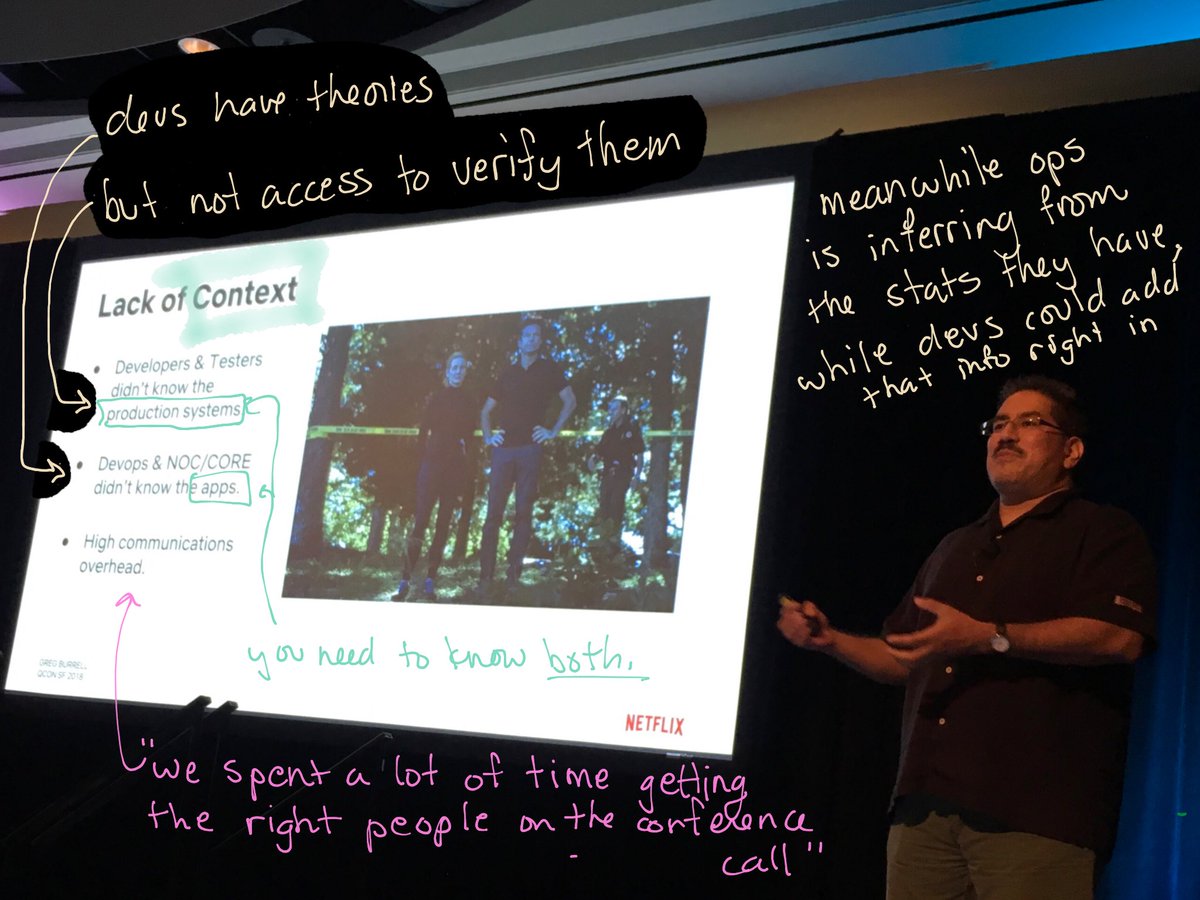 devs have theories
but not access to verify them
meanwhile ops
is inferring from
the stats they have,
while devs could add
that info right in
Lack of Context
• Developers & Testers
didn't know the
production systems
• Devops & NOC/CORE
didn't know the apps.
• High communications
overhead.
you need to know both.
GREG BURRELL
QCON SF 2018
NETFLIX
"we spent a lot of time getting
the right people on the conference
call"